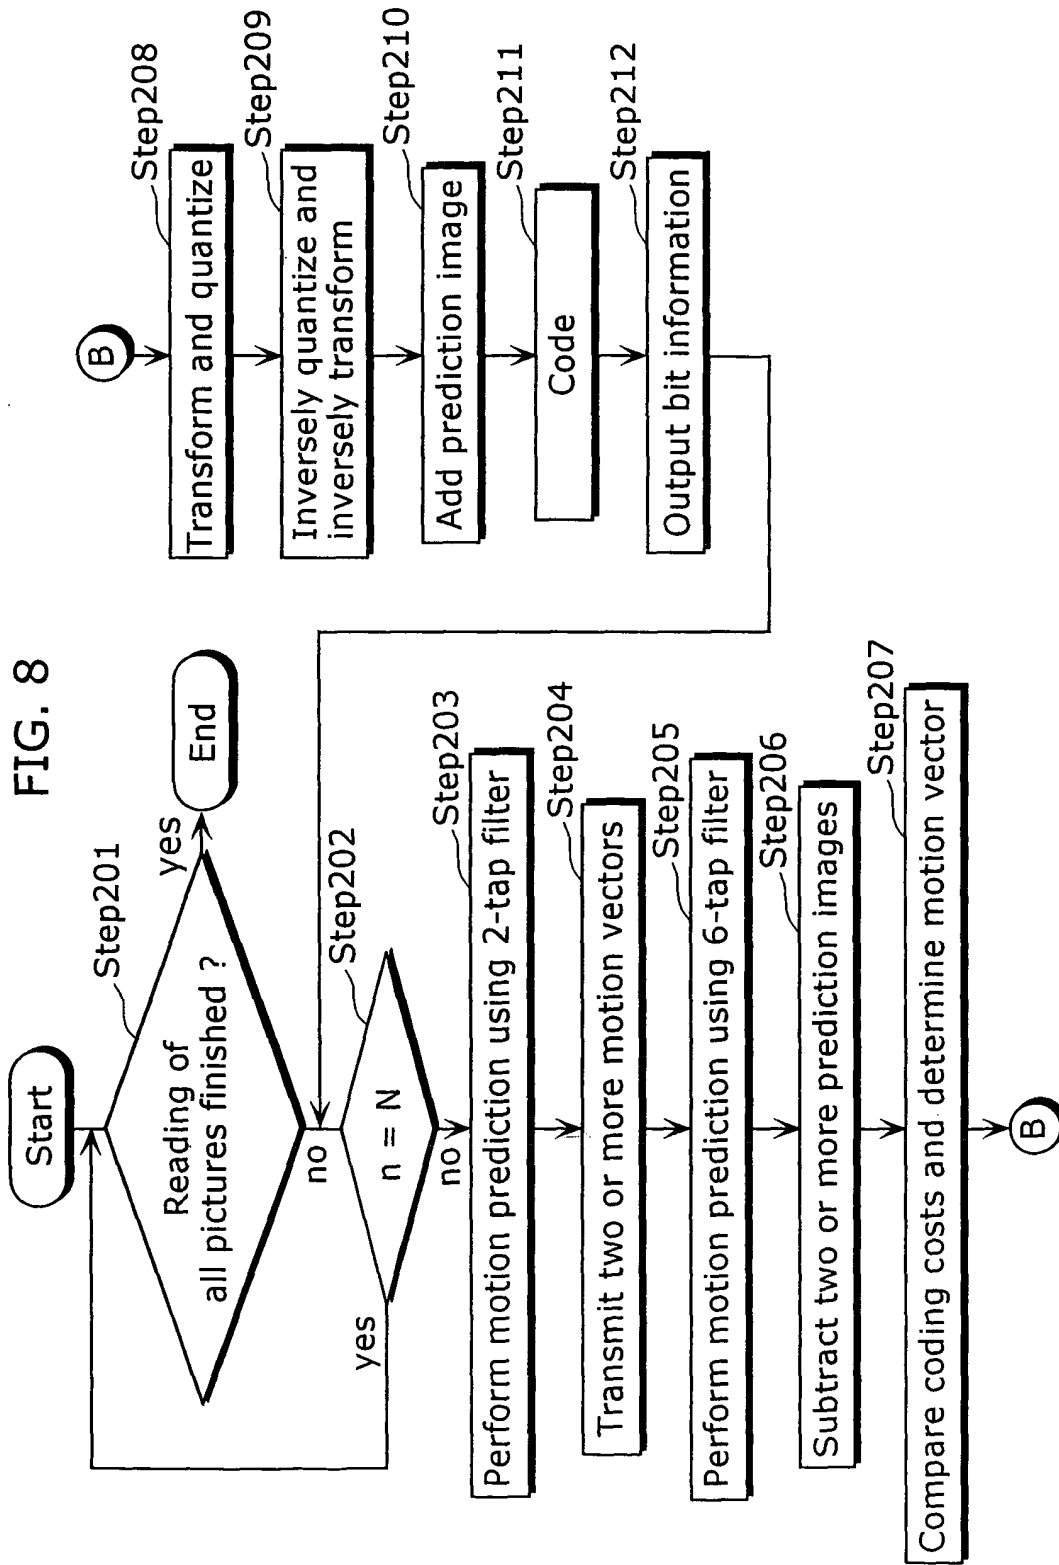 FIG. 8
Start
Step201
Reading of
all pictures finished ?
yes
End
no
Step202
n = N
yes
no
Step203
Perform motion prediction using 2-tap filter
Step204
Transmit two or more motion vectors
Step205
Perform motion prediction using 6-tap filter
Step206
Subtract two or more prediction images
Step207
Compare coding costs and determine motion vector
B
B
Step208
Transform and quantize
Step209
Inversely quantize and
inversely transform
Step210
Add prediction image
Step211
Code
Step212
Output bit information